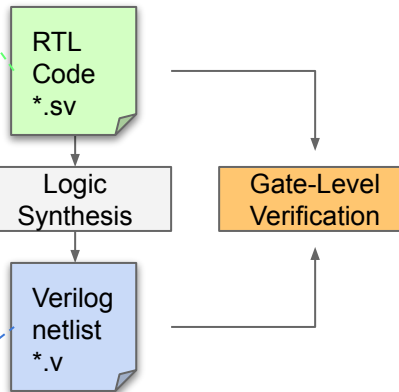 RTL
Code
*.sv
Logic
Synthesis
Gate-Level
Verification
Verilog
netlist
*.v